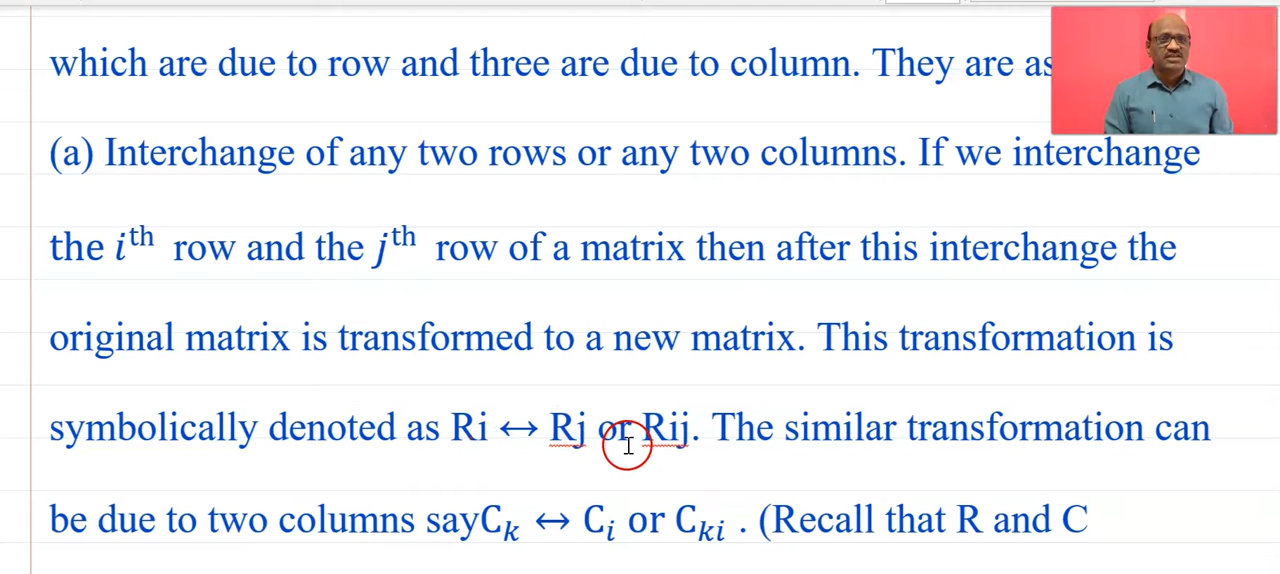 which are due to row and three are due to column. They are as
(a) Interchange of any two rows or any two columns. If we interchange
the iᵗʰ row and the jᵗʰ row of a matrix then after this interchange the
original matrix is transformed to a new matrix. This transformation is
symbolically denoted as Ri ↔ Rj or Rij. The similar transformation can
be due to two columns sayCₖ ↔ Cᵢ or Cₖᵢ . (Recall that R and C